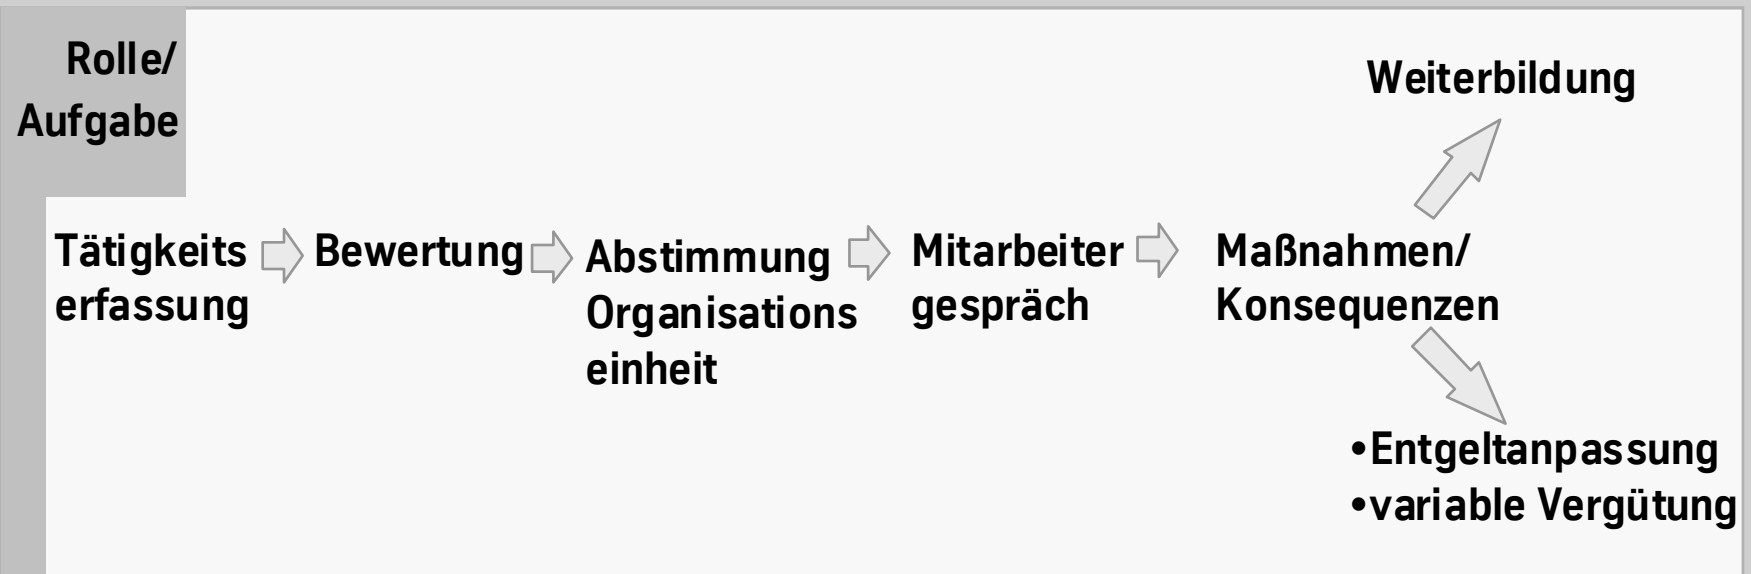 Rolle/
Aufgabe
Weiterbildung
Tätigkeits
erfassung
Bewertung
Abstimmung
Organisations
einheit
Mitarbeiter
gespräch
Maßnahmen/
Konsequenzen
•Entgeltanpassung
•variable Vergütung